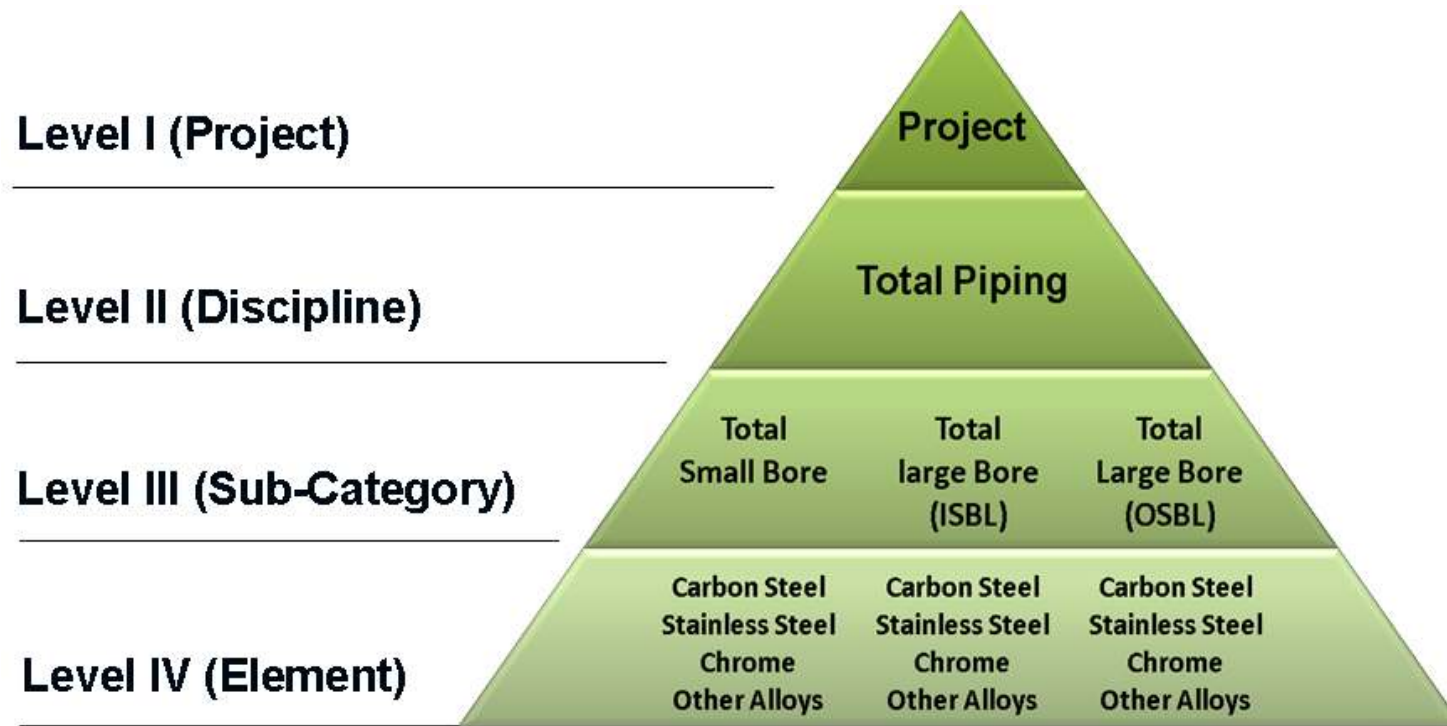 Level I (Project)
Project
Level II (Discipline)
Total Piping
Level III (Sub-Category)
Total
Small Bore
Total
large Bore
(ISBL)
Total
Large Bore
(OSBL)
Level IV (Element)
Carbon Steel
Stainless Steel
Chrome
Other Alloys
Carbon Steel
Stainless Steel
Chrome
Other Alloys
Carbon Steel
Stainless Steel
Chrome
Other Alloys